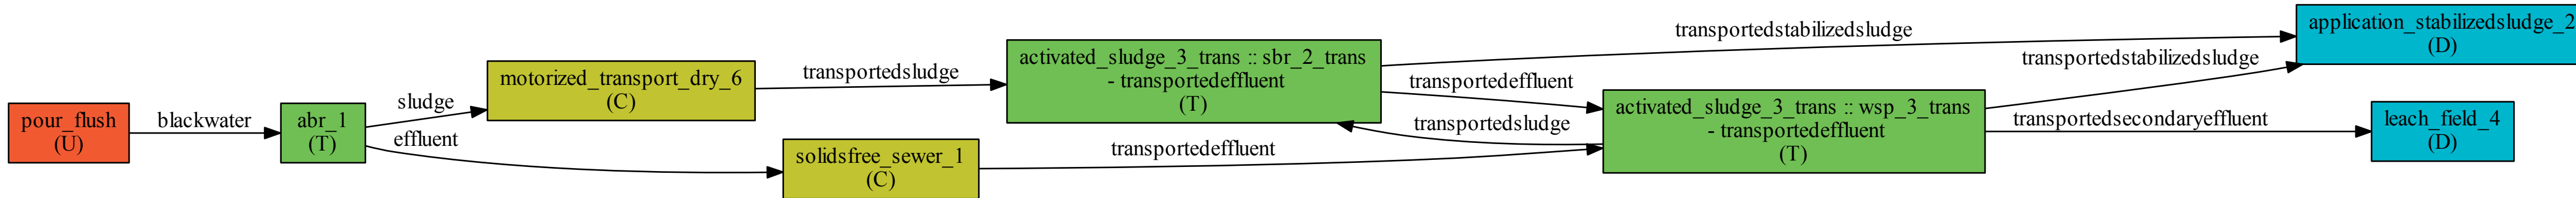 pour_flush
(U)
blackwater
abr_1
(T)
sludge
effluent
motorized_transport_dry_6
(C)
solidsfree_sewer_1
(C)
transportedsludge
transportedeffluent
activated_sludge_3_trans :: sbr_2_trans
- transportedeffluent
(T)
transportedstabilizedsludge
transportedeffluent
transportedsludge
activated_sludge_3_trans :: wsp_3_trans
- transportedeffluent
(T)
transportedstabilizedsludge
transportedsecondaryeffluent
application_stabilizedsludge_2
(D)
leach_field_4
(D)